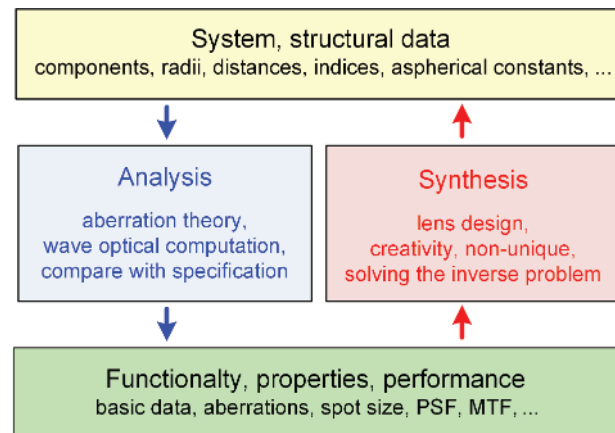 System, structural data
components, radii, distances, indices, aspherical constants, ...
Analysis
aberration theory,
wave optical computation,
compare with specification
Synthesis
lens design,
creativity, non-unique,
solving the inverse problem
Functionalty, properties, performance
basic data, aberrations, spot size, PSF, MTF, ...